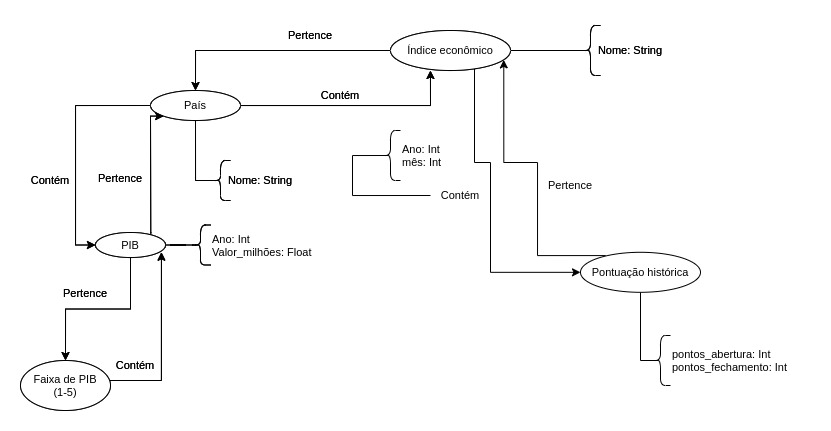 Pertence
Índice econômico
Nome: String
País
Contém
Ano: Int
mês: Int
Contém
Contém
Pertence
Nome: String
Pertence
PIB
Ano: Int
Valor_milhões: Float
Pontuação histórica
Pertence
Contém
Faixa de PIB
(1-5)
pontos_abertura: Int
pontos_fechamento: Int